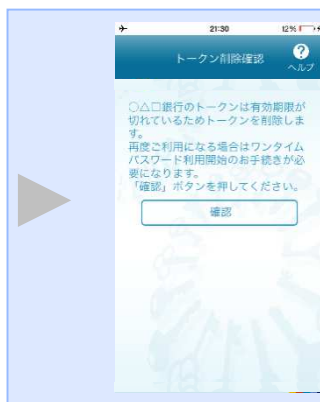 21:30 12%
トークン削除確認 ?
ヘルプ
〇△□銀行のトークンは有効期限が
切れているためトークンを削除しま
す。
再度ご利用になる場合はワンタイム
パスワード利用開始のお手続きが必
要になります。
「確認」ボタンを押してください。
確認